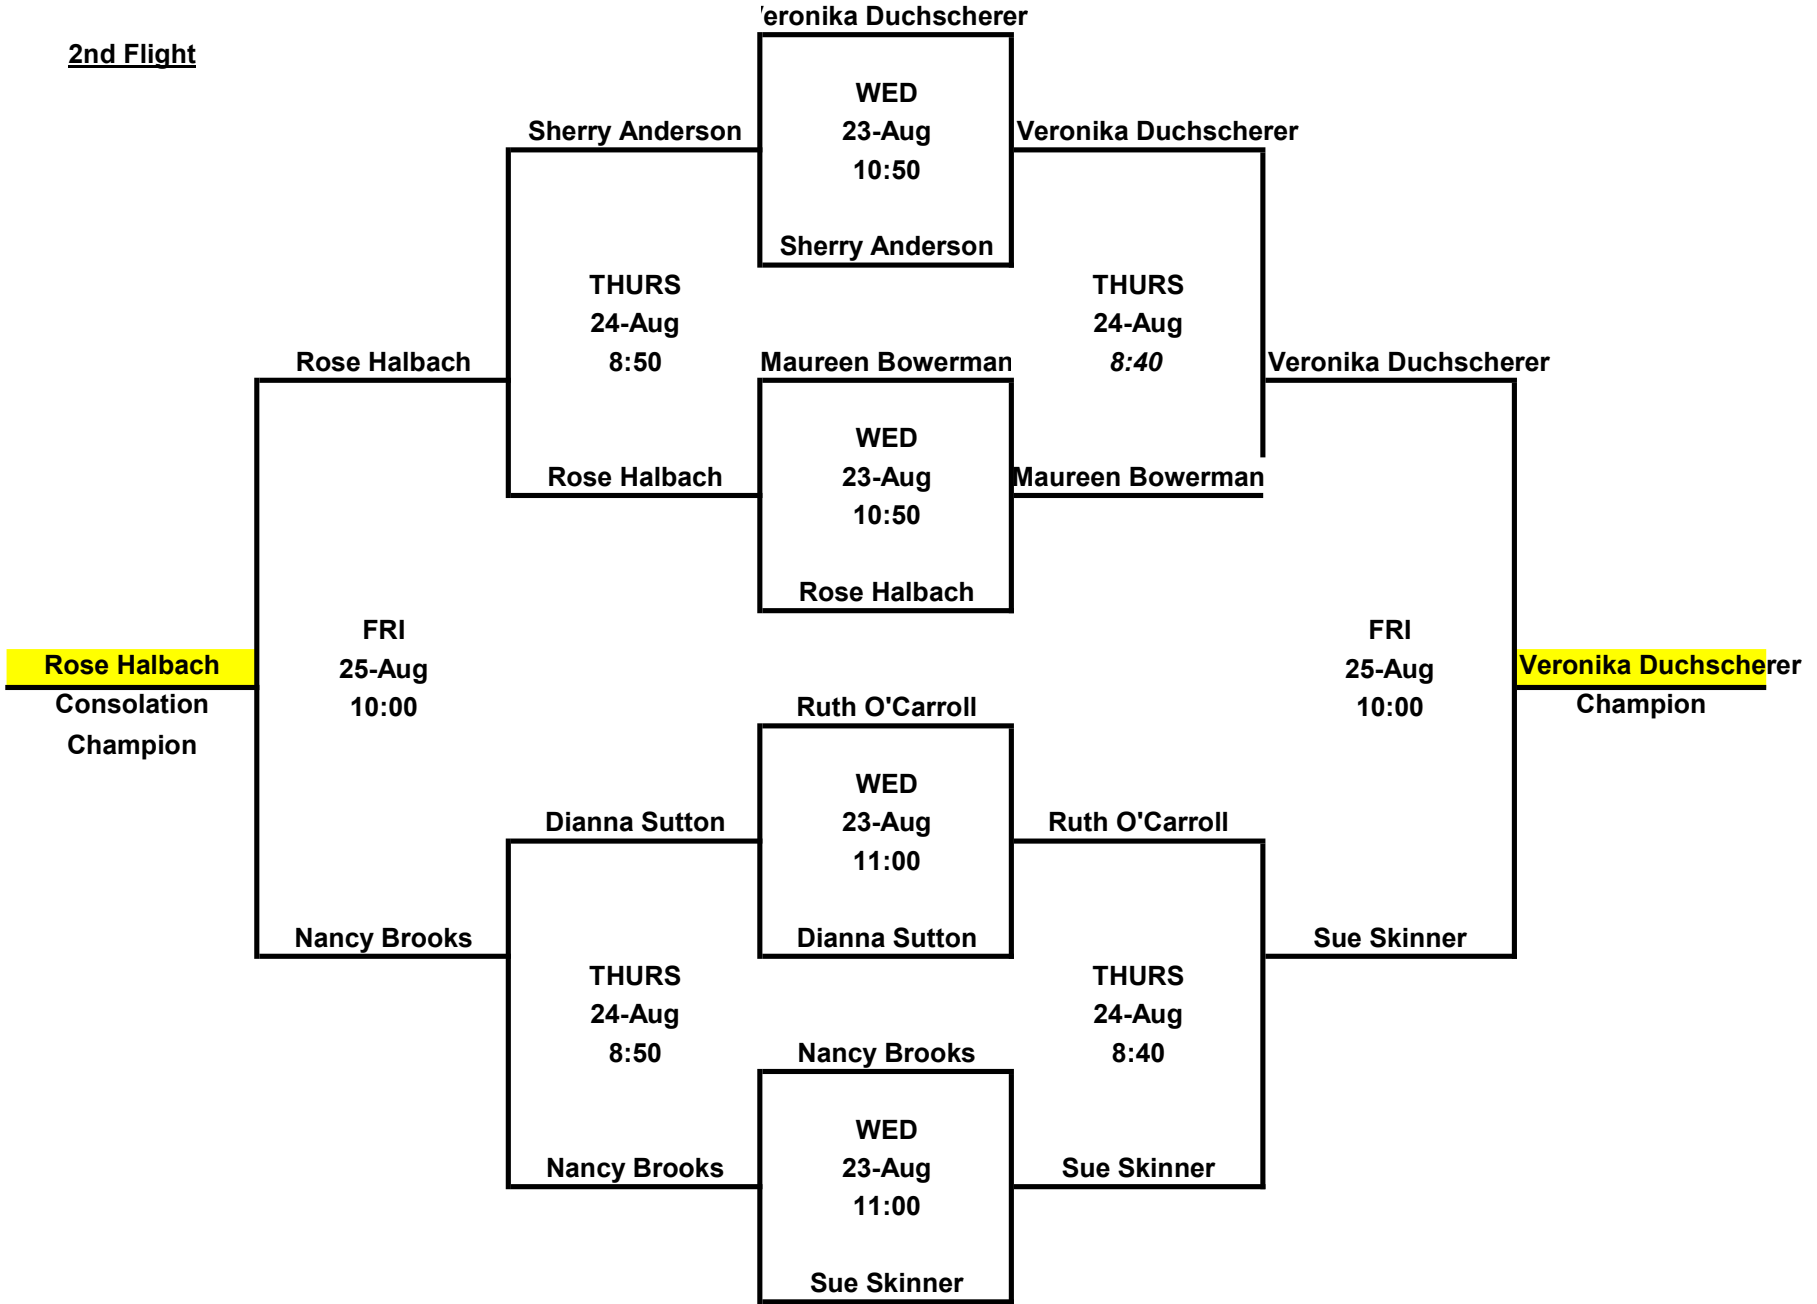 eronika Duchscherer
2nd Flight
WED
Sherry Anderson 23-Aug Veronika Duchscherer
10:50
Sherry Anderson
THURS THURS
24-Aug 24-Aug
Rose Halbach 8:50 Maureen Bowerman 8:40 Veronika Duchscherer
WED
Rose Halbach 23-Aug Maureen Bowerman
10:50
Rose Halbach
FRI FRI
Rose Halbach 25-Aug 25-Aug Veronika Duchscherer
Consolation 10:00 Ruth O'Carroll 10:00 Champion
Champion
WED
Dianna Sutton 23-Aug Ruth O'Carroll
11:00
Nancy Brooks Dianna Sutton Sue Skinner
THURS THURS
24-Aug 24-Aug
8:50 Nancy Brooks 8:40
WED
Nancy Brooks 23-Aug Sue Skinner
11:00
Sue Skinner